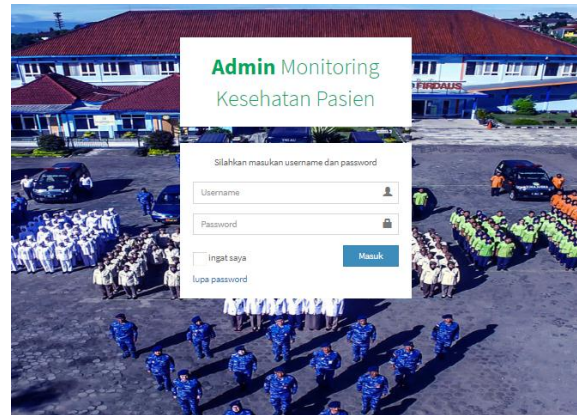 Admin Monitoring
Kesehatan Pasien
FIRDAUS
Silahkan masukan username dan password
Username
Password
ingat saya
Masuk
lupa password